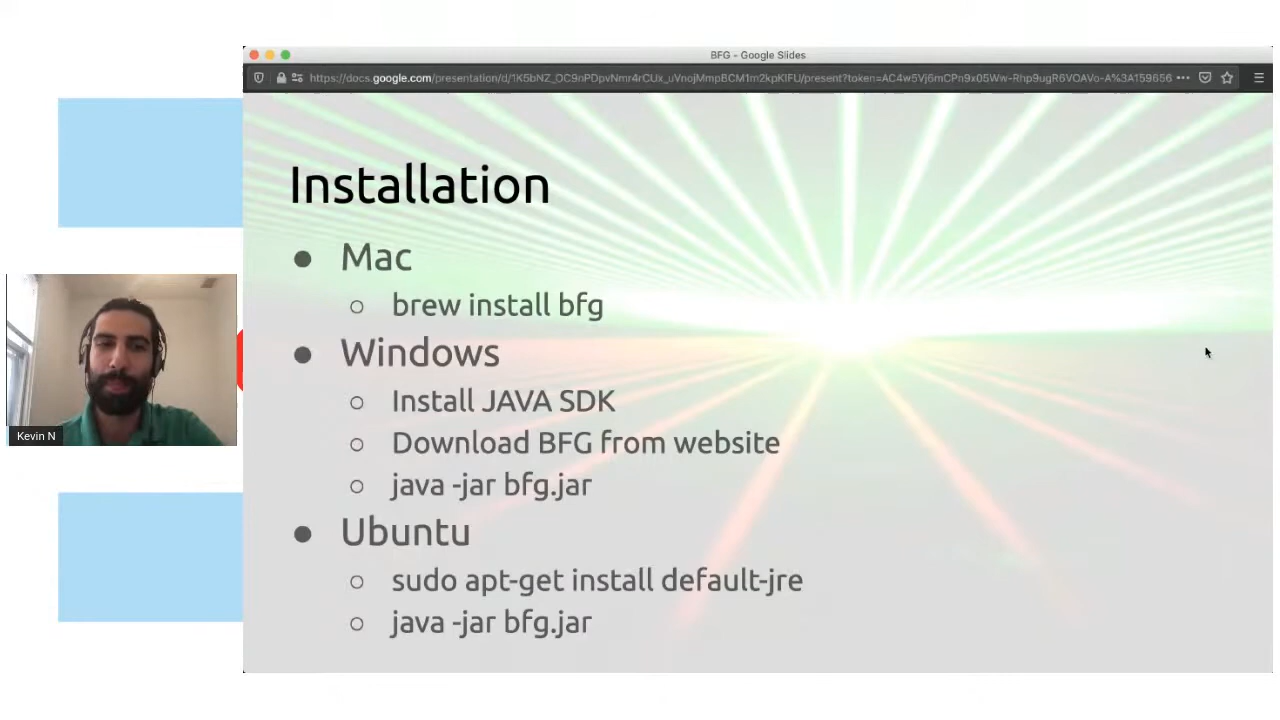 BFG - Google Slides
Installation
● Mac
○ brew install bfg
● Windows
○ Install JAVA SDK
○ Download BFG from website
○ java -jar bfg.jar
● Ubuntu
○ sudo apt-get install default-jre
○ java -jar bfg.jar
Kevin N